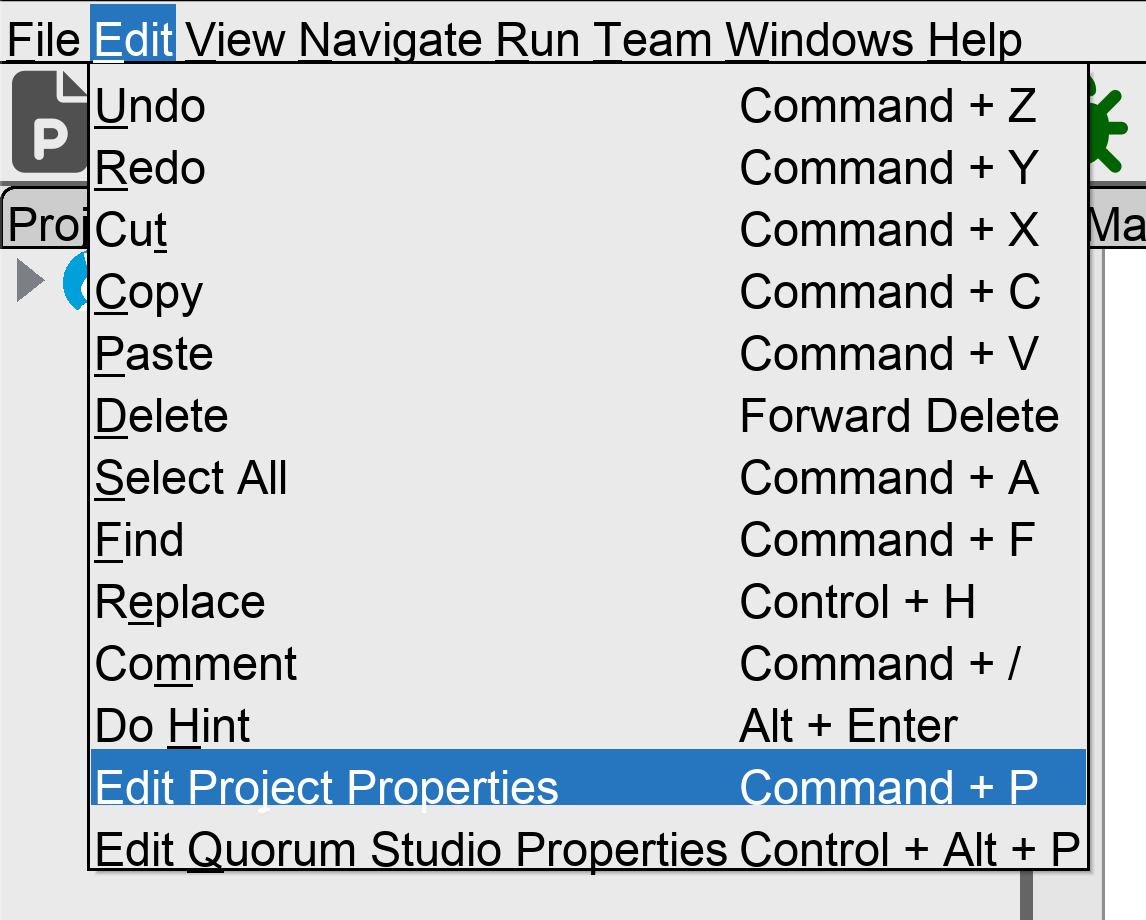 File Edit View Navigate Run Team Windows Help
P
Undo Command + Z
Redo Command + Y
Proj Ma
Cut Command + X
Copy Command + C
Paste Command + V
Delete Forward Delete
Select All Command + A
Find Command + F
Replace Control + H
Comment Command + /
Do Hint Alt + Enter
Edit Project Properties Command + P
Edit Quorum Studio Properties Control + Alt + P